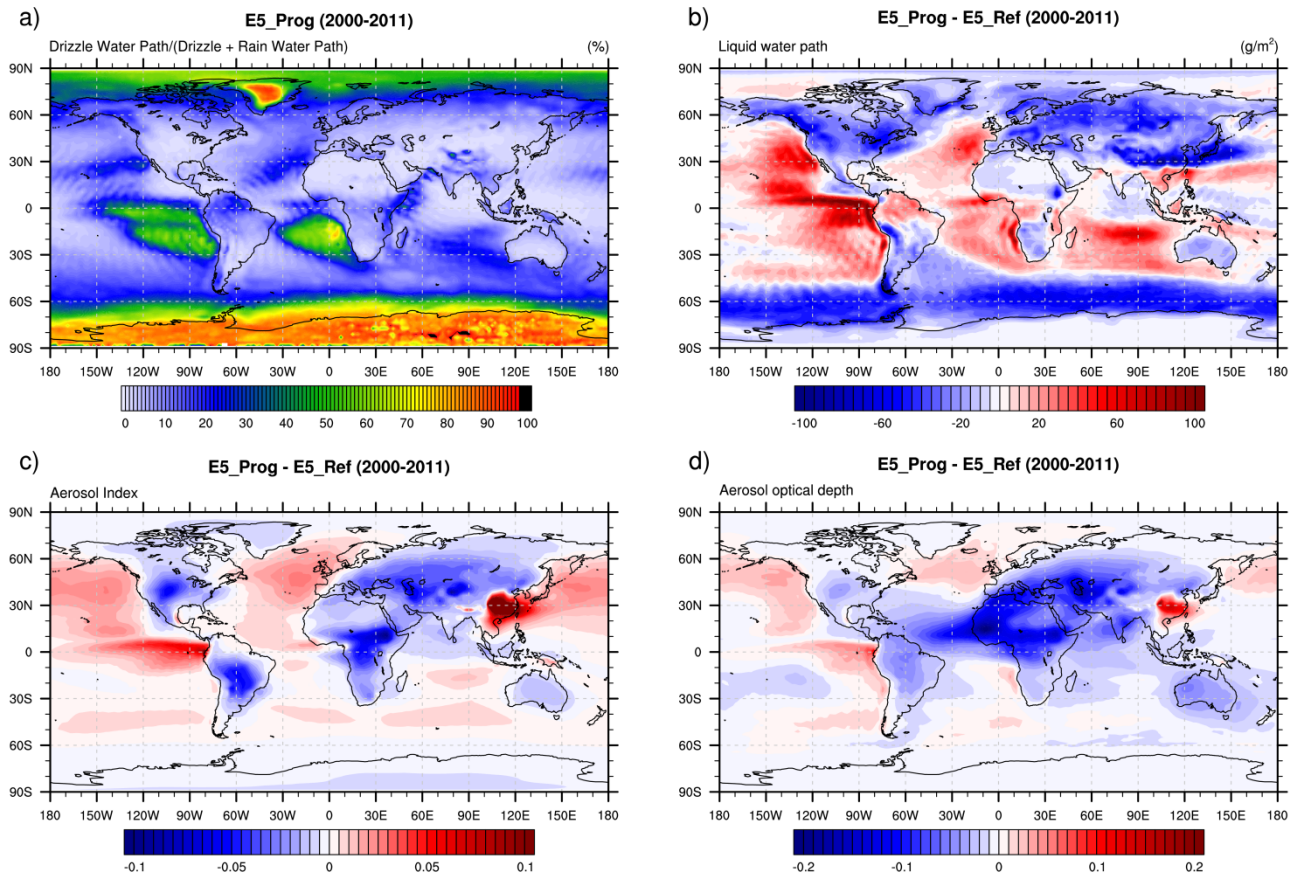 a)
E5_Prog (2000-2011)
Drizzle Water Path/(Drizzle + Rain Water Path) (%)
90N
60N
30N
0
30S
60S
90S
180 150W 120W 90W 60W 30W 0 30E 60E 90E 120E 150E 180
0 10 20 30 40 50 60 70 80 90 100
b)
E5_Prog - E5_Ref (2000-2011)
Liquid water path (g/m²)
90N
60N
30N
0
30S
60S
90S
180 150W 120W 90W 60W 30W 0 30E 60E 90E 120E 150E 180
-100 -60 -20 20 60 100
c)
E5_Prog - E5_Ref (2000-2011)
Aerosol Index
90N
60N
30N
0
30S
60S
90S
180 150W 120W 90W 60W 30W 0 30E 60E 90E 120E 150E 180
-0.1 -0.05 0 0.05 0.1
d)
E5_Prog - E5_Ref (2000-2011)
Aerosol optical depth
90N
60N
30N
0
30S
60S
90S
180 150W 120W 90W 60W 30W 0 30E 60E 90E 120E 150E 180
-0.2 -0.1 0 0.1 0.2